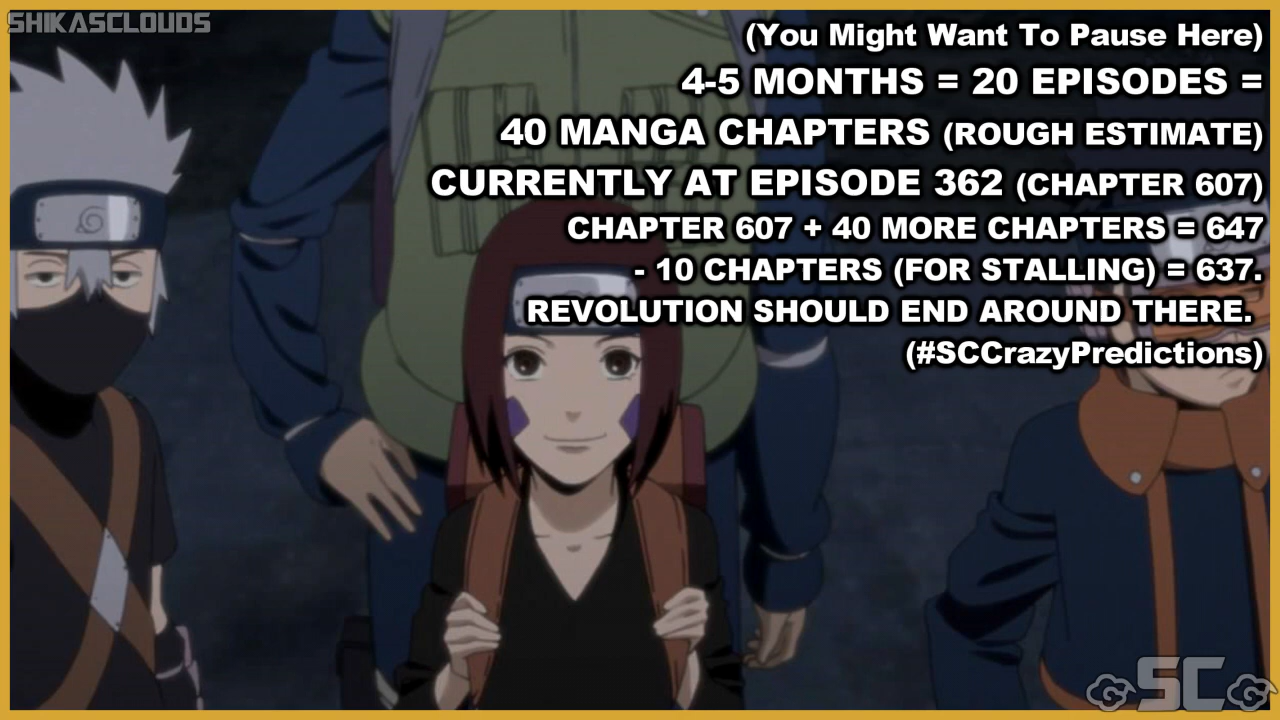 SHIKASCLOUDS
(You Might Want To Pause Here)
4-5 MONTHS = 20 EPISODES =
40 MANGA CHAPTERS (ROUGH ESTIMATE)
CURRENTLY AT EPISODE 362 (CHAPTER 607)
CHAPTER 607 + 40 MORE CHAPTERS = 647
- 10 CHAPTERS (FOR STALLING) = 637.
REVOLUTION SHOULD END AROUND THERE.
(#SCCrazyPredictions)
SC